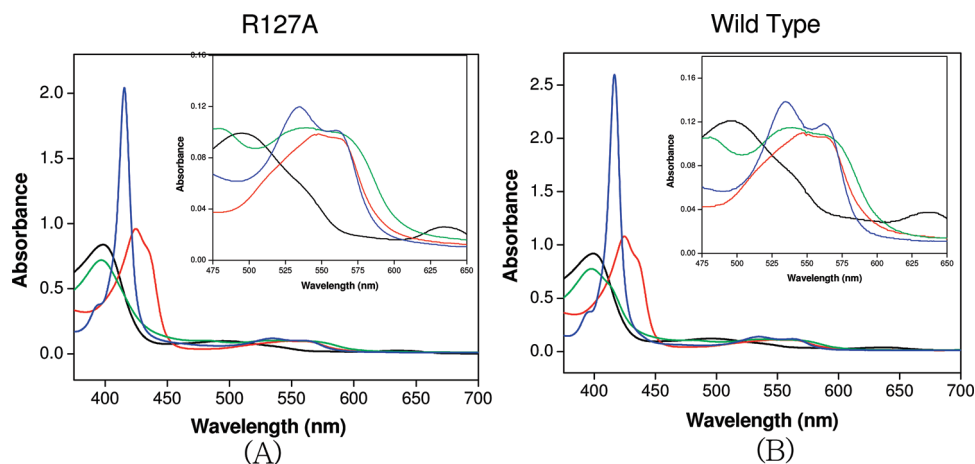 R127A
Wild Type
2.0
1.5
1.0
0.5
0.0
Absorbance
400 450 500 550 600 650 700
Wavelength (nm)
0.16
0.12
0.08
0.04
0.00
Absorbance
475 500 525 550 575 600 625 650
Wavelength (nm)
(A)
2.5
2.0
1.5
1.0
0.5
0.0
Absorbance
400 450 500 550 600 650 700
Wavelength (nm)
0.16
0.12
0.08
0.04
0.00
Absorbance
475 500 525 550 575 600 625 650
Wavelength (nm)
(B)